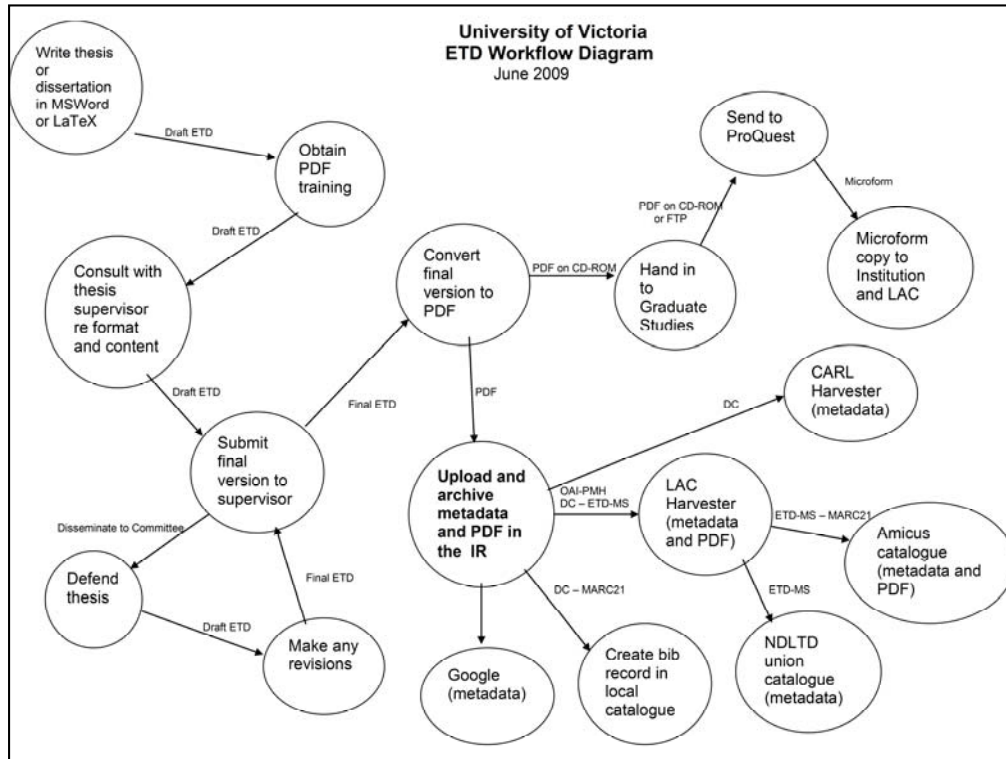 University of Victoria
ETD Workflow Diagram
June 2009
Write thesis
or
dissertation
in MSWord
or LaTeX
Draft ETD
Obtain
PDF
training
Draft ETD
Consult with
thesis
supervisor
re format
and content
Draft ETD
Submit
final
version to
supervisor
Disseminate to Committee
Defend
thesis
Draft ETD
Make any
revisions
Final ETD
Final ETD
Convert
final
version to
PDF
PDF on CD-ROM
Hand in
to
Graduate
Studies
PDF on CD-ROM
or FTP
Send to
ProQuest
Microform
Microform
copy to
Institution
and LAC
PDF
Upload and
archive
metadata
and PDF in
the IR
DC
CARL
Harvester
(metadata)
OAI-PMH
DC – ETD-MS
LAC
Harvester
(metadata
and PDF)
ETD-MS – MARC21
Amicus
catalogue
(metadata and
PDF)
ETD-MS
NDLTD
union
catalogue
(metadata)
DC – MARC21
Create bib
record in
local
catalogue
Google
(metadata)